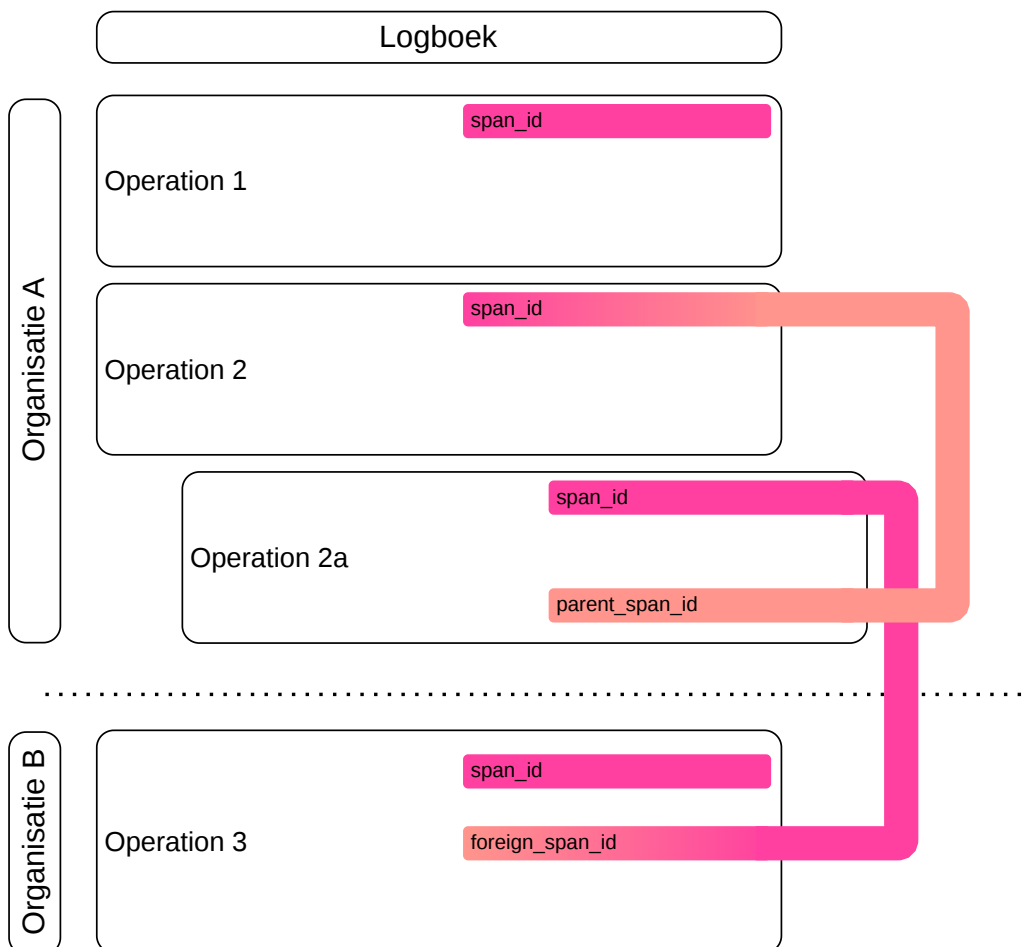 Logboek
Organisatie A
span_id
Operation 1
span_id
Operation 2
span_id
Operation 2a
parent_span_id
Organisatie B
span_id
Operation 3
foreign_span_id